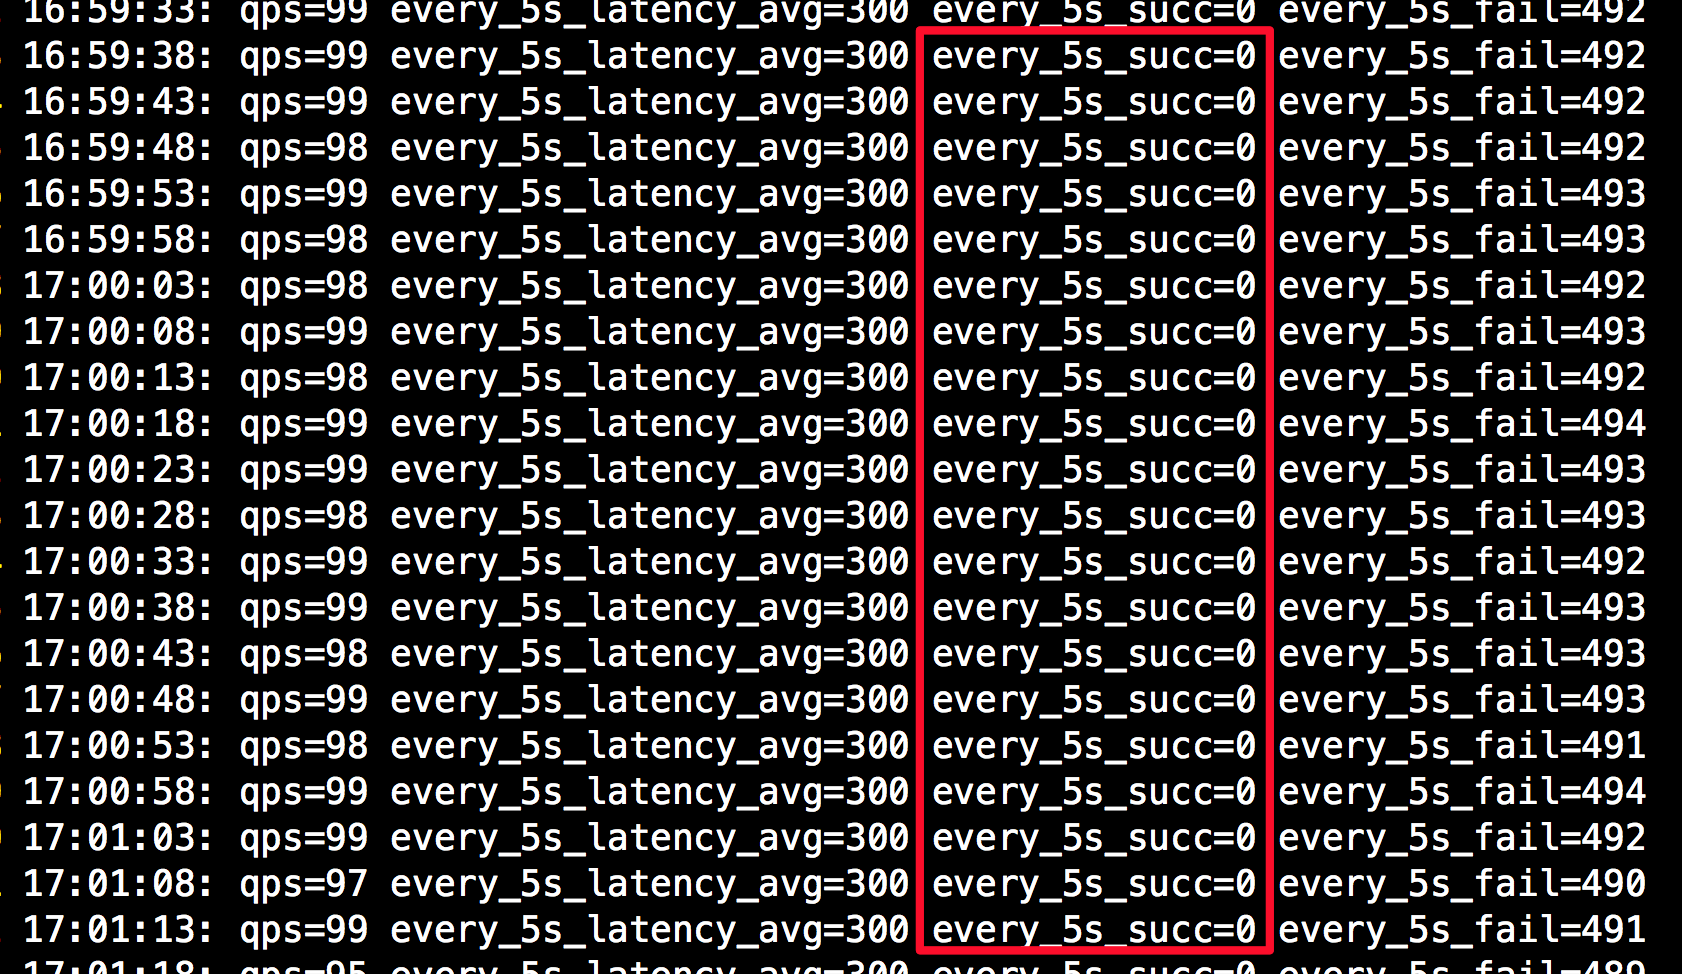 16:59:33: qps=99 every_5s_latency_avg=300 every_5s_succ=0 every_5s_fail=492
16:59:38: qps=99 every_5s_latency_avg=300 every_5s_succ=0 every_5s_fail=492
16:59:43: qps=99 every_5s_latency_avg=300 every_5s_succ=0 every_5s_fail=492
16:59:48: qps=98 every_5s_latency_avg=300 every_5s_succ=0 every_5s_fail=492
16:59:53: qps=99 every_5s_latency_avg=300 every_5s_succ=0 every_5s_fail=493
16:59:58: qps=98 every_5s_latency_avg=300 every_5s_succ=0 every_5s_fail=493
17:00:03: qps=98 every_5s_latency_avg=300 every_5s_succ=0 every_5s_fail=492
17:00:08: qps=99 every_5s_latency_avg=300 every_5s_succ=0 every_5s_fail=493
17:00:13: qps=98 every_5s_latency_avg=300 every_5s_succ=0 every_5s_fail=492
17:00:18: qps=99 every_5s_latency_avg=300 every_5s_succ=0 every_5s_fail=494
17:00:23: qps=99 every_5s_latency_avg=300 every_5s_succ=0 every_5s_fail=493
17:00:28: qps=98 every_5s_latency_avg=300 every_5s_succ=0 every_5s_fail=493
17:00:33: qps=99 every_5s_latency_avg=300 every_5s_succ=0 every_5s_fail=492
17:00:38: qps=99 every_5s_latency_avg=300 every_5s_succ=0 every_5s_fail=493
17:00:43: qps=98 every_5s_latency_avg=300 every_5s_succ=0 every_5s_fail=493
17:00:48: qps=99 every_5s_latency_avg=300 every_5s_succ=0 every_5s_fail=493
17:00:53: qps=98 every_5s_latency_avg=300 every_5s_succ=0 every_5s_fail=491
17:00:58: qps=99 every_5s_latency_avg=300 every_5s_succ=0 every_5s_fail=494
17:01:03: qps=99 every_5s_latency_avg=300 every_5s_succ=0 every_5s_fail=492
17:01:08: qps=97 every_5s_latency_avg=300 every_5s_succ=0 every_5s_fail=490
17:01:13: qps=99 every_5s_latency_avg=300 every_5s_succ=0 every_5s_fail=491
17:01:18: qps=95 every_5s_latency_avg=300 every_5s_succ=0 every_5s_fail=489